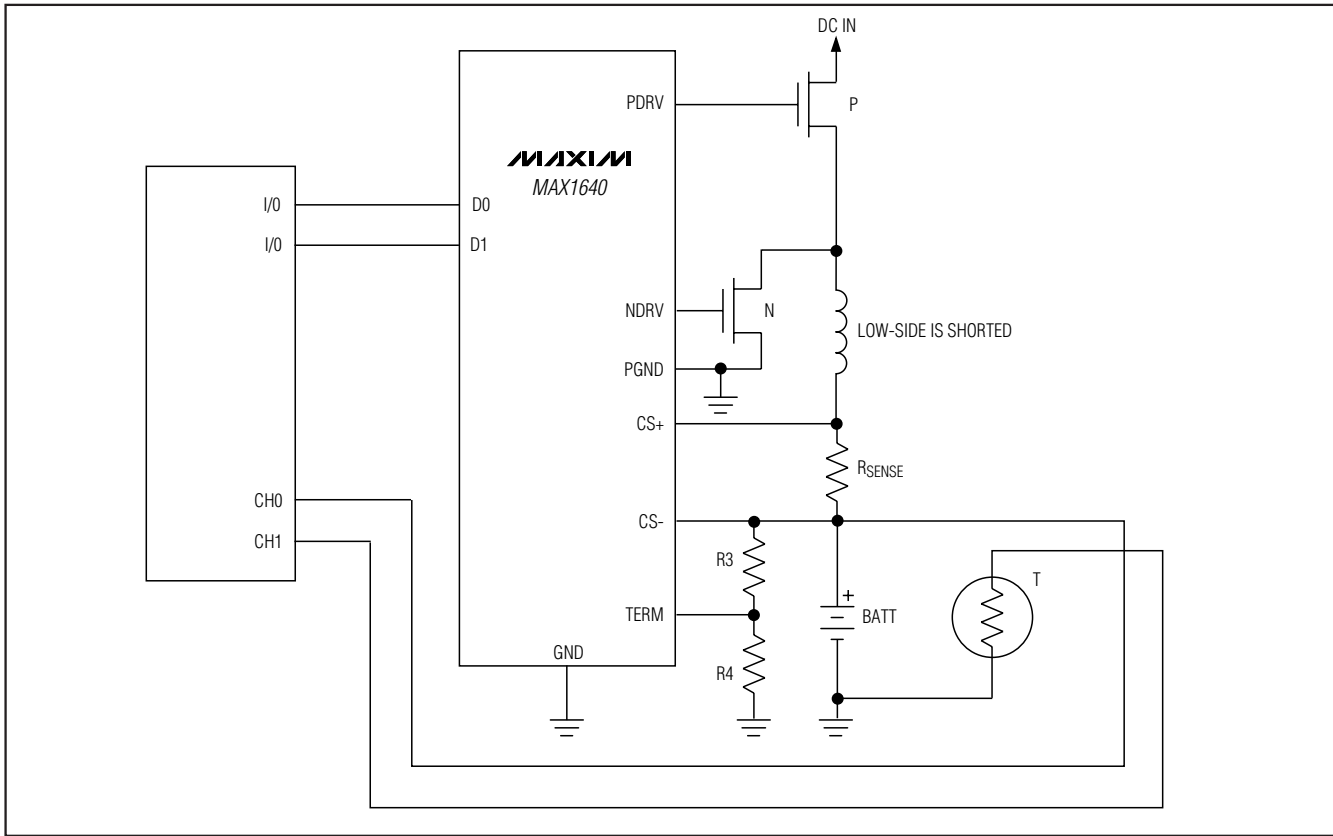 DC IN
PDRV
P
MAXIM
MAX1640
I/0
D0
I/0
D1
NDRV
N
LOW-SIDE IS SHORTED
PGND
CS+
RSENSE
CH0
CS-
CH1
R3
T
+
TERM
BATT
GND
R4